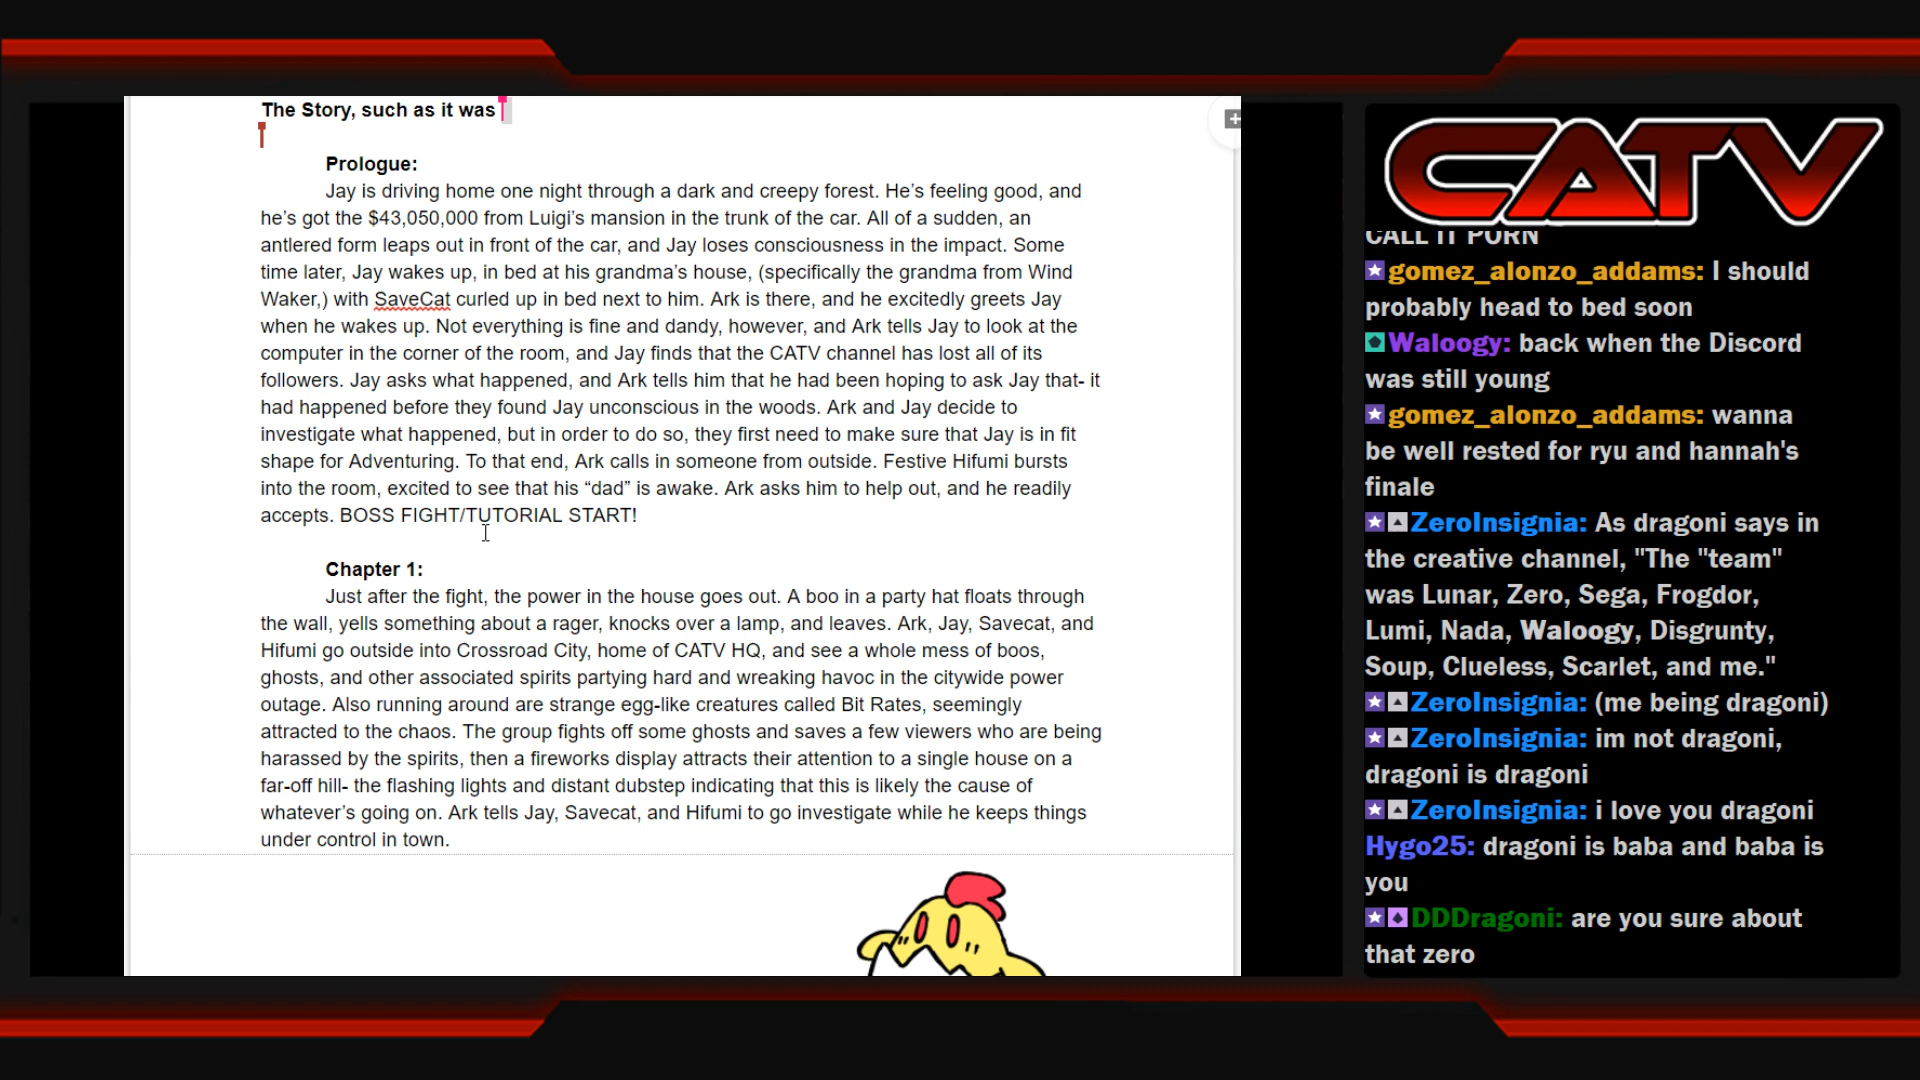 The Story, such as it was
Prologue:
Jay is driving home one night through a dark and creepy forest. He’s feeling good, and
he’s got the $43,050,000 from Luigi’s mansion in the trunk of the car. All of a sudden, an
antlered form leaps out in front of the car, and Jay loses consciousness in the impact. Some
time later, Jay wakes up, in bed at his grandma’s house, (specifically the grandma from Wind
Waker,) with SaveCat curled up in bed next to him. Ark is there, and he excitedly greets Jay
when he wakes up. Not everything is fine and dandy, however, and Ark tells Jay to look at the
computer in the corner of the room, and Jay finds that the CATV channel has lost all of its
followers. Jay asks what happened, and Ark tells him that he had been hoping to ask Jay that- it
had happened before they found Jay unconscious in the woods. Ark and Jay decide to
investigate what happened, but in order to do so, they first need to make sure that Jay is in fit
shape for Adventuring. To that end, Ark calls in someone from outside. Festive Hifumi bursts
into the room, excited to see that his “dad” is awake. Ark asks him to help out, and he readily
accepts. BOSS FIGHT/TUTORIAL START!
Chapter 1:
Just after the fight, the power in the house goes out. A boo in a party hat floats through
the wall, yells something about a rager, knocks over a lamp, and leaves. Ark, Jay, Savecat, and
Hifumi go outside into Crossroad City, home of CATV HQ, and see a whole mess of boos,
ghosts, and other associated spirits partying hard and wreaking havoc in the citywide power
outage. Also running around are strange egg-like creatures called Bit Rates, seemingly
attracted to the chaos. The group fights off some ghosts and saves a few viewers who are being
harassed by the spirits, then a fireworks display attracts their attention to a single house on a
far-off hill- the flashing lights and distant dubstep indicating that this is likely the cause of
whatever’s going on. Ark tells Jay, Savecat, and Hifumi to go investigate while he keeps things
under control in town.
CATV
CALL IT PORN
gomez_alonzo_addams: I should
probably head to bed soon
Waloogy: back when the Discord
was still young
gomez_alonzo_addams: wanna
be well rested for ryu and hannah's
finale
ZeroInsignia: As dragoni says in
the creative channel, "The "team"
was Lunar, Zero, Sega, Frogdor,
Lumi, Nada, Waloogy, Disgrunty,
Soup, Clueless, Scarlet, and me."
ZeroInsignia: (me being dragoni)
ZeroInsignia: im not dragoni,
dragoni is dragoni
ZeroInsignia: i love you dragoni
Hygo25: dragoni is baba and baba is
you
DDDragoni: are you sure about
that zero